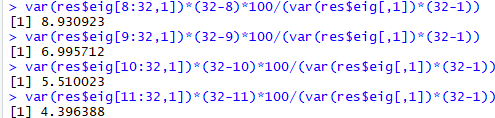 > var(res$eig[8:32,1])*(32-8)*100/(var(res$eig[,1])*(32-1))
[1] 8.930923
> var(res$eig[9:32,1])*(32-9)*100/(var(res$eig[,1])*(32-1))
[1] 6.995712
> var(res$eig[10:32,1])*(32-10)*100/(var(res$eig[,1])*(32-1))
[1] 5.510023
> var(res$eig[11:32,1])*(32-11)*100/(var(res$eig[,1])*(32-1))
[1] 4.396388